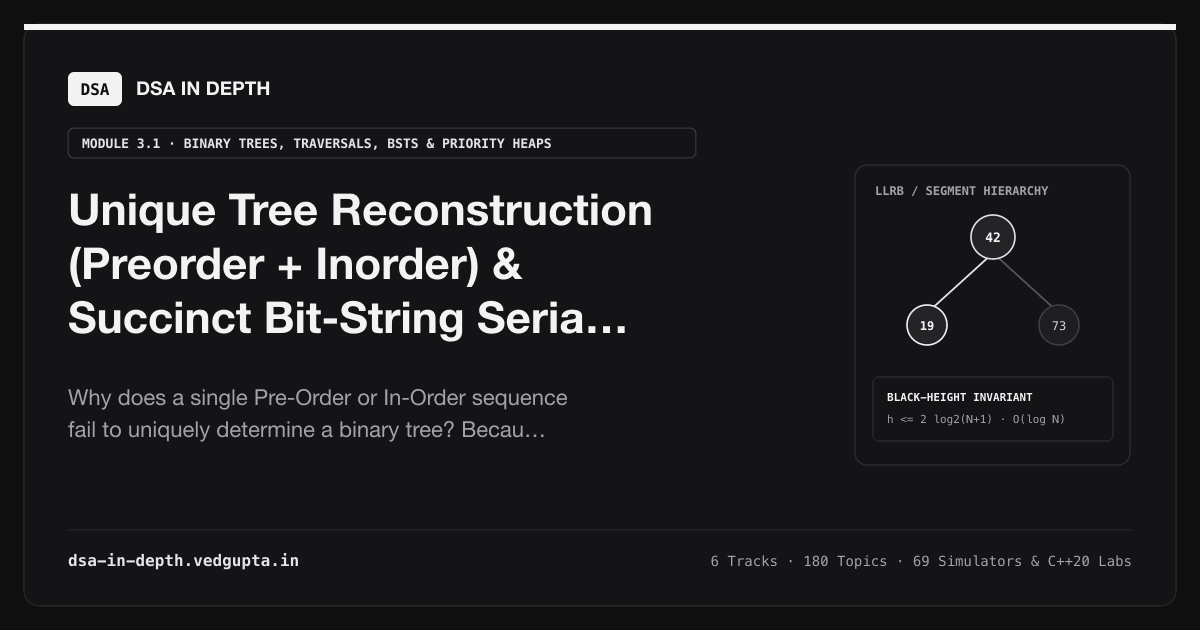 DSA DSA IN DEPTH
MODULE 3.1 · BINARY TREES, TRAVERSALS, BSTS & PRIORITY HEAPS
Unique Tree Reconstruction
(Preorder + Inorder) &
Succinct Bit-String Seria...
Why does a single Pre-Order or In-Order sequence
fail to uniquely determine a binary tree? Becau...
LLRB / SEGMENT HIERARCHY
42
19 73
BLACK-HEIGHT INVARIANT
h <= 2 log2(N+1) · O(log N)
dsa-in-depth.vedgupta.in
6 Tracks · 180 Topics · 69 Simulators & C++20 Labs